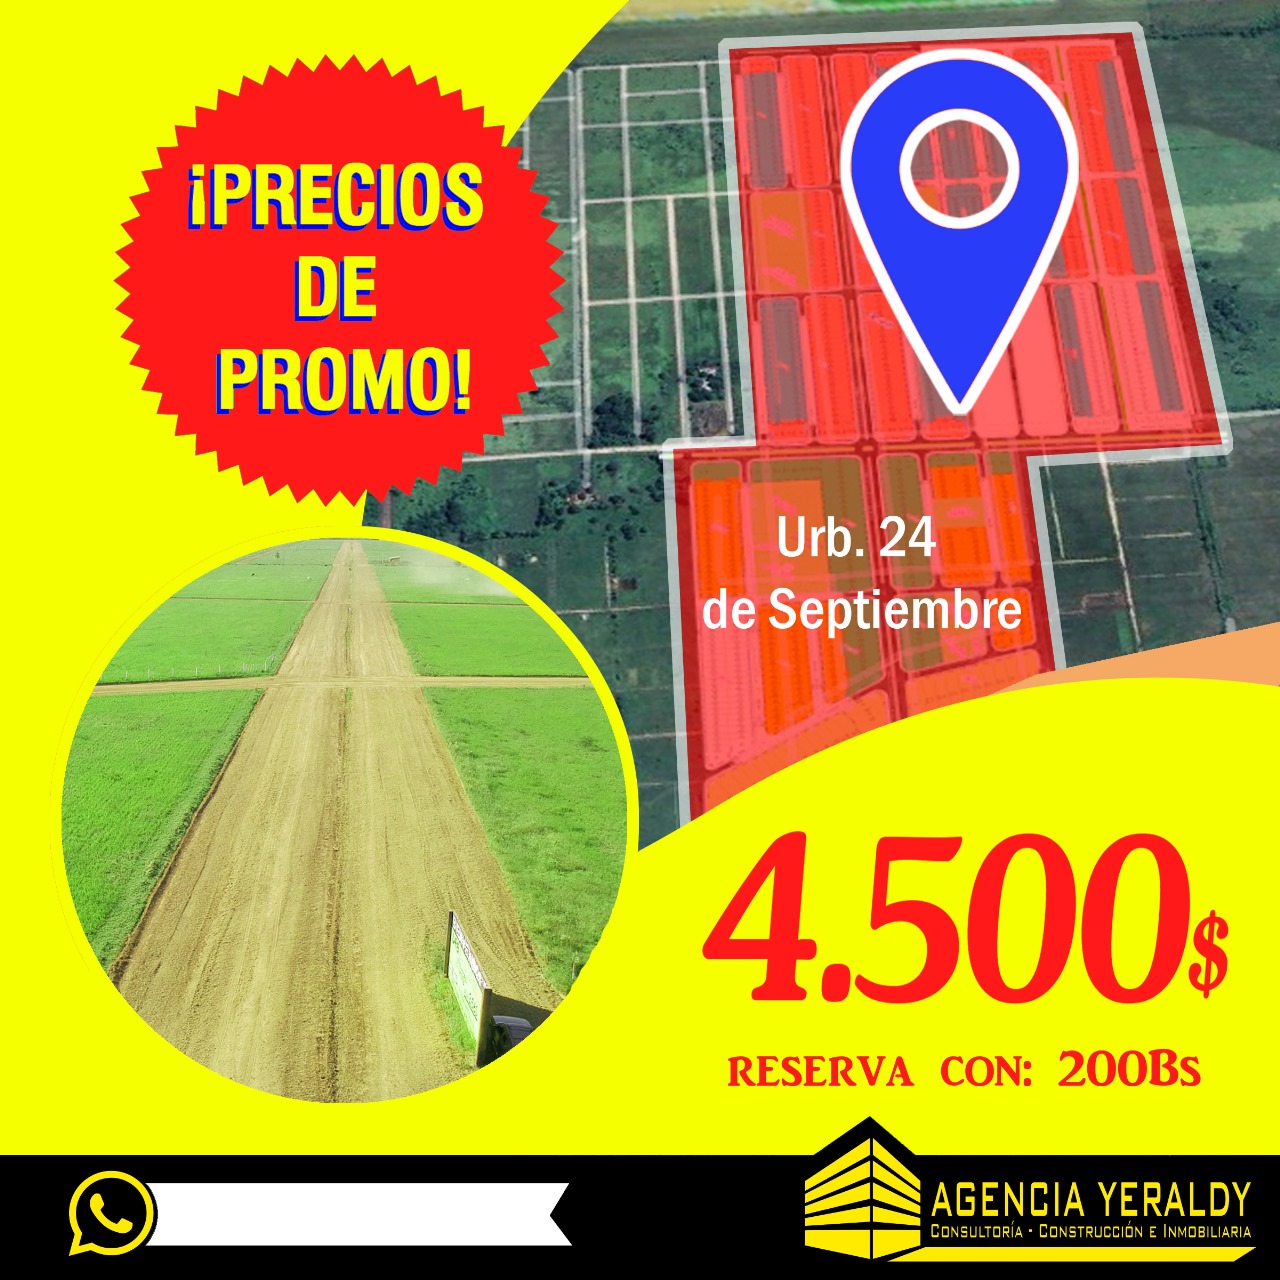 ¡PRECIOS
DE
PROMO!
Urb. 24
de Septiembre
4.500$
RESERVA CON: 200Bs
AGENCIA YERALDY
CONSULTORÍA - CONSTRUCCIÓN E INMOBILIARIA